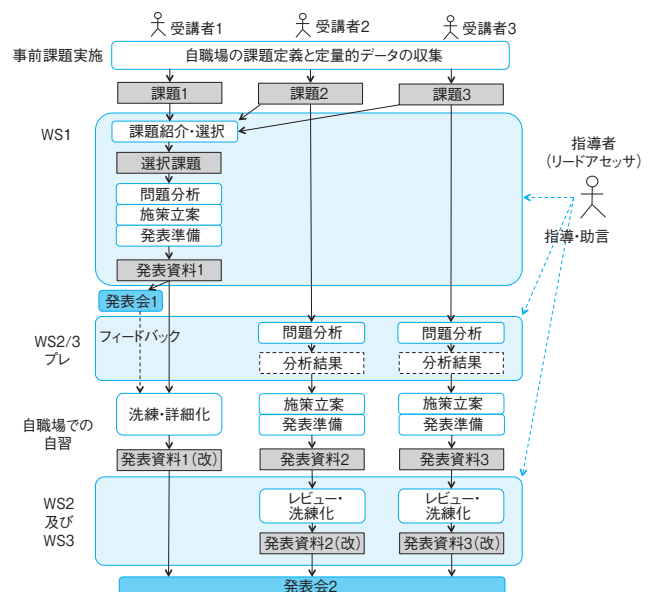 受講者1
受講者2
受講者3
事前課題実施
自職場の課題定義と定量的データの収集
課題1
課題2
課題3
WS1
課題紹介・選択
選択課題
問題分析
施策立案
発表準備
発表資料1
発表会1
指導者
(リードアセッサ)
指導・助言
WS2/3
プレ
フィードバック
問題分析
問題分析
分析結果
分析結果
自職場での
自習
洗練・詳細化
施策立案
発表準備
施策立案
発表準備
発表資料1(改)
発表資料2
発表資料3
WS2
及び
WS3
レビュー・
洗練化
レビュー・
洗練化
発表資料2(改)
発表資料3(改)
発表会2